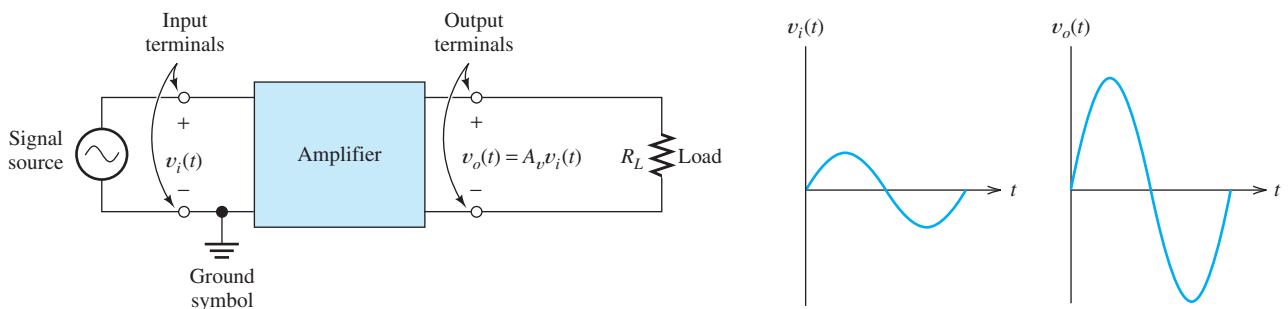 Input
terminals
Output
terminals
Signal
source
+
v_i(t)
−
Amplifier
+
v_o(t) = A_v v_i(t)
−
R_L
Load
Ground
symbol
v_i(t)
t
v_o(t)
t